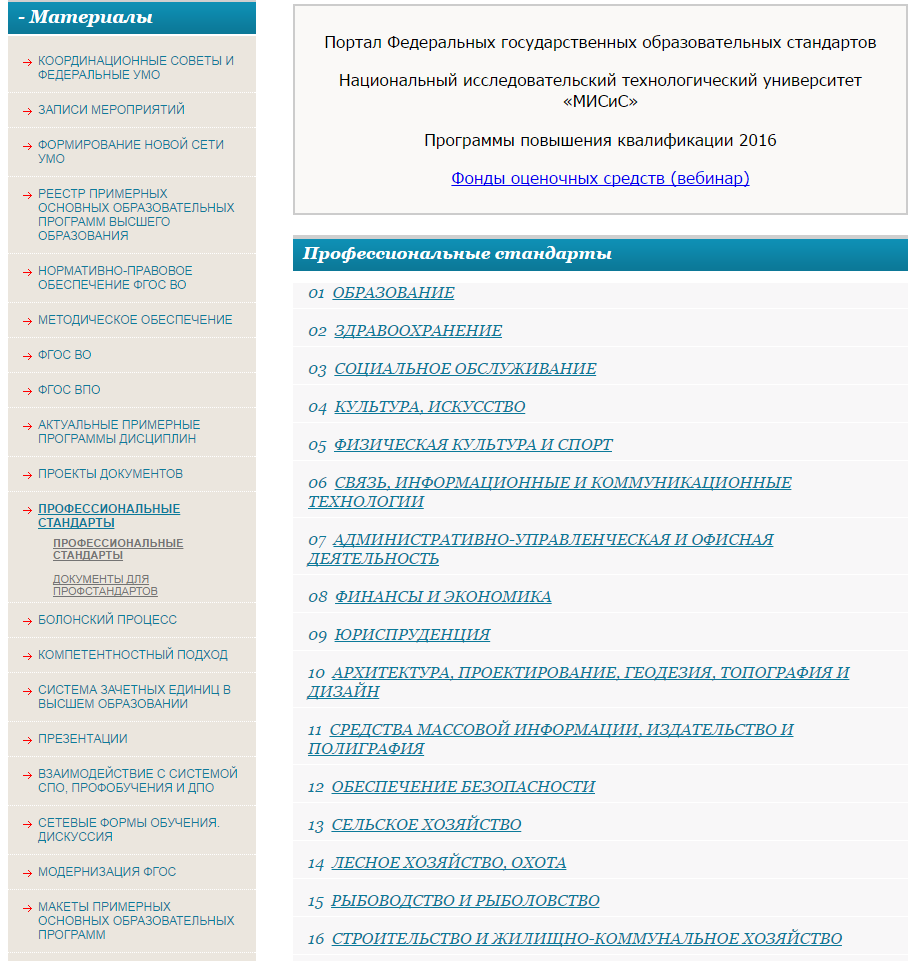 - Материалы
КООРДИНАЦИОННЫЕ СОВЕТЫ И
ФЕДЕРАЛЬНЫЕ УМО
ЗАПИСИ МЕРОПРИЯТИЙ
ФОРМИРОВАНИЕ НОВОЙ СЕТИ
УМО
РЕЕСТР ПРИМЕРНЫХ
ОСНОВНЫХ ОБРАЗОВАТЕЛЬНЫХ
ПРОГРАММ ВЫСШЕГО
ОБРАЗОВАНИЯ
НОРМАТИВНО-ПРАВОВОЕ
ОБЕСПЕЧЕНИЕ ФГОС ВО
МЕТОДИЧЕСКОЕ ОБЕСПЕЧЕНИЕ
ФГОС ВО
ФГОС ВПО
АКТУАЛЬНЫЕ ПРИМЕРНЫЕ
ПРОГРАММЫ ДИСЦИПЛИН
ПРОЕКТЫ ДОКУМЕНТОВ
ПРОФЕССИОНАЛЬНЫЕ
СТАНДАРТЫ
ПРОФЕССИОНАЛЬНЫЕ
СТАНДАРТЫ
ДОКУМЕНТЫ ДЛЯ
ПРОФСТАНДАРТОВ
БОЛОНСКИЙ ПРОЦЕСС
КОМПЕТЕНТНОСТНЫЙ ПОДХОД
СИСТЕМА ЗАЧЕТНЫХ ЕДИНИЦ В
ВЫСШЕМ ОБРАЗОВАНИИ
ПРЕЗЕНТАЦИИ
ВЗАИМОДЕЙСТВИЕ С СИСТЕМОЙ
СПО, ПРОФОБУЧЕНИЯ И ДПО
СЕТЕВЫЕ ФОРМЫ ОБУЧЕНИЯ.
ДИСКУССИЯ
МОДЕРНИЗАЦИЯ ФГОС
МАКЕТЫ ПРИМЕРНЫХ
ОСНОВНЫХ ОБРАЗОВАТЕЛЬНЫХ
ПРОГРАММ
Портал Федеральных государственных образовательных стандартов
Национальный исследовательский технологический университет
«МИСиС»
Программы повышения квалификации 2016
Фонды оценочных средств (вебинар)
Профессиональные стандарты
01 ОБРАЗОВАНИЕ
02 ЗДРАВООХРАНЕНИЕ
03 СОЦИАЛЬНОЕ ОБСЛУЖИВАНИЕ
04 КУЛЬТУРА, ИСКУССТВО
05 ФИЗИЧЕСКАЯ КУЛЬТУРА И СПОРТ
06 СВЯЗЬ, ИНФОРМАЦИОННЫЕ И КОММУНИКАЦИОННЫЕ
ТЕХНОЛОГИИ
07 АДМИНИСТРАТИВНО-УПРАВЛЕНЧЕСКАЯ И ОФИСНАЯ
ДЕЯТЕЛЬНОСТЬ
08 ФИНАНСЫ И ЭКОНОМИКА
09 ЮРИСПРУДЕНЦИЯ
10 АРХИТЕКТУРА, ПРОЕКТИРОВАНИЕ, ГЕОДЕЗИЯ, ТОПОГРАФИЯ И
ДИЗАЙН
11 СРЕДСТВА МАССОВОЙ ИНФОРМАЦИИ, ИЗДАТЕЛЬСТВО И
ПОЛИГРАФИЯ
12 ОБЕСПЕЧЕНИЕ БЕЗОПАСНОСТИ
13 СЕЛЬСКОЕ ХОЗЯЙСТВО
14 ЛЕСНОЕ ХОЗЯЙСТВО, ОХОТА
15 РЫБОВОДСТВО И РЫБОЛОВСТВО
16 СТРОИТЕЛЬСТВО И ЖИЛИЩНО-КОММУНАЛЬНОЕ ХОЗЯЙСТВО